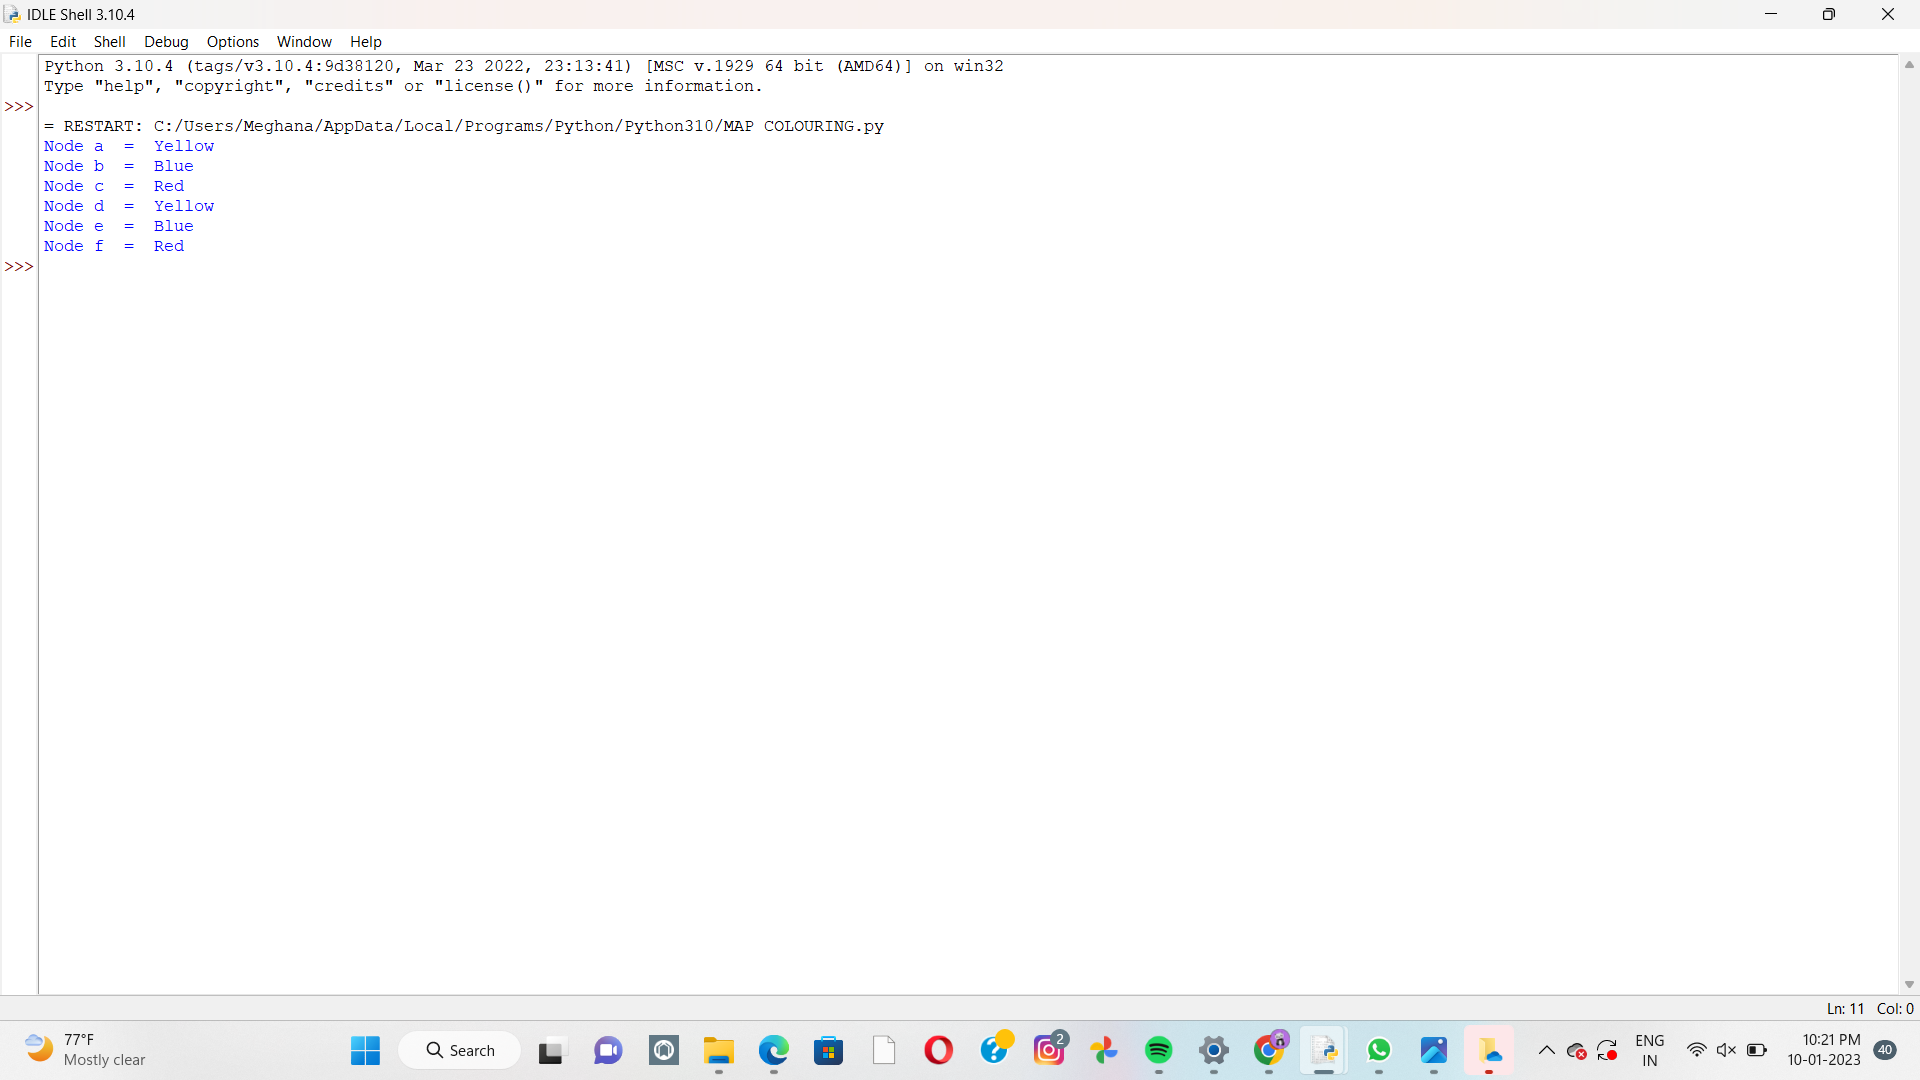 IDLE Shell 3.10.4
File Edit Shell Debug Options Window Help
Python 3.10.4 (tags/v3.10.4:9d38120, Mar 23 2022, 23:13:41) [MSC v.1929 64 bit (AMD64)] on win32
Type "help", "copyright", "credits" or "license()" for more information.
>>>
= RESTART: C:/Users/Meghana/AppData/Local/Programs/Python/Python310/MAP COLOURING.py
Node a  =  Yellow
Node b  =  Blue
Node c  =  Red
Node d  =  Yellow
Node e  =  Blue
Node f  =  Red
>>>
Ln: 11 Col: 0
77°F
Mostly clear
Search
2
ENG
IN
10:21 PM
10-01-2023
40